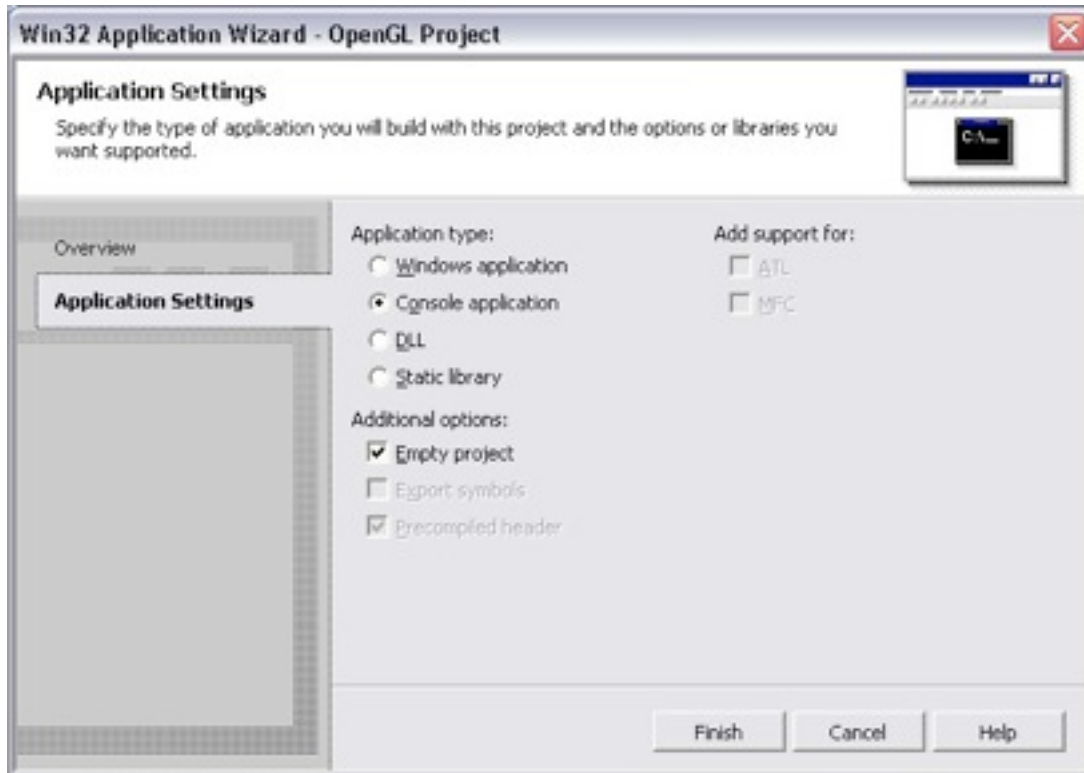 Win32 Application Wizard - OpenGL Project
Application Settings
Specify the type of application you will build with this project and the options or libraries you
want supported.
C:\
Overview
Application Settings
Application type:
Windows application
Console application
DLL
Static library
Additional options:
Empty project
Export symbols
Precompiled header
Add support for:
ATL
MFC
Finish
Cancel
Help